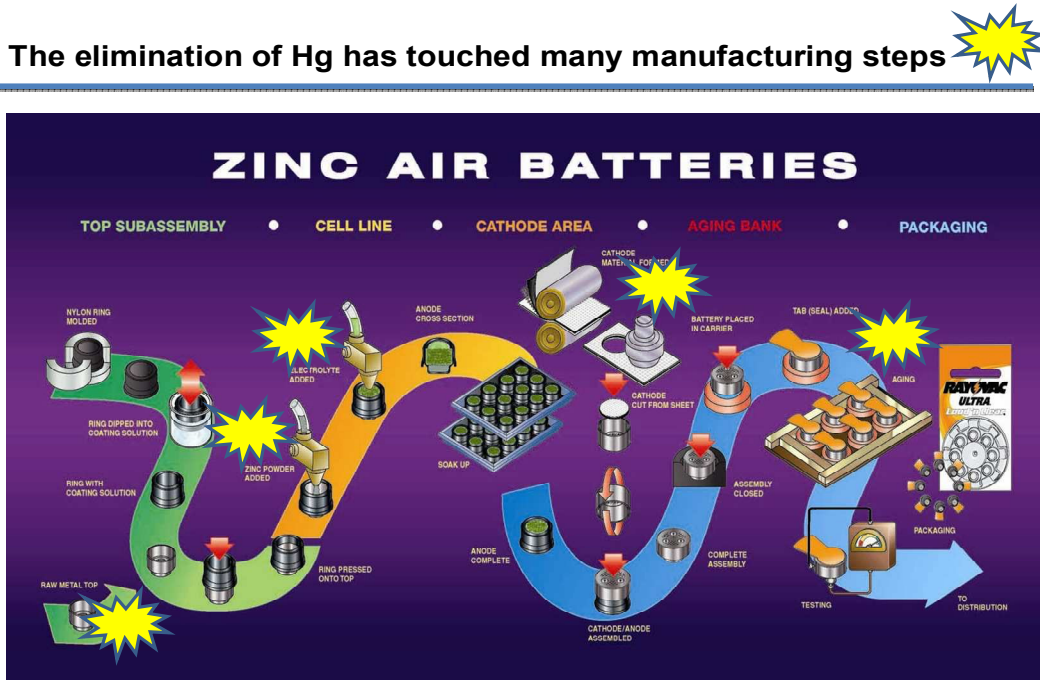 The elimination of Hg has touched many manufacturing steps
ZINC AIR BATTERIES
TOP SUBASSEMBLY • CELL LINE • CATHODE AREA • AGING BANK • PACKAGING
NYLON RING
MOLDED
RING DIPPED INTO
COATING SOLUTION
RING WITH
COATING SOLUTION
RAW METAL TOP
RING PRESSED
ONTO TOP
ZINC POWDER
ADDED
ELECTROLYTE
ADDED
ANODE
CROSS SECTION
SOAK UP
CATHODE
MATERIAL FORMED
CATHODE
CUT FROM SHEET
ANODE
COMPLETE
CATHODE/ANODE
ASSEMBLED
COMPLETE
ASSEMBLY
ASSEMBLY
CLOSED
BATTERY PLACED
IN CARRIER
TAB (SEAL) ADDED
AGING
RAYOVAC
ULTRA
Loud'n Clear
PACKAGING
TESTING
TO
DISTRIBUTION